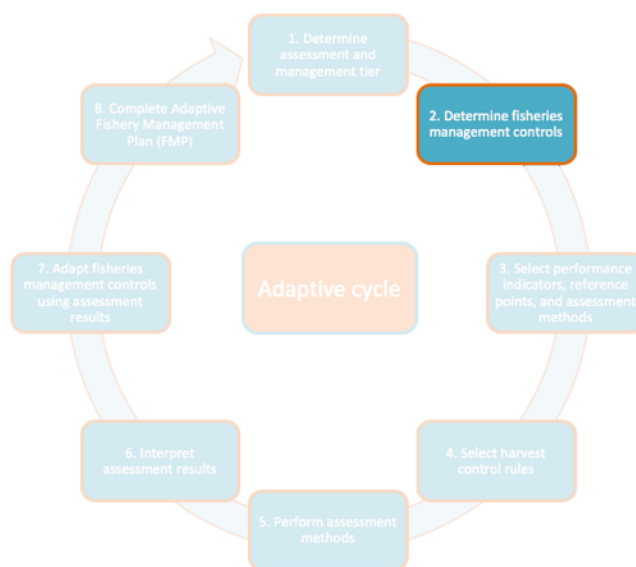 1. Determine
assessment and
management tier
2. Determine fisheries
management controls
3. Select performance
indicators, reference
points, and assessment
methods
4. Select harvest
control rules
5. Perform assessment
methods
6. Interpret
assessment results
7. Adapt fisheries
management controls
using assessment
results
8. Complete Adaptive
Fishery Management
Plan (FMP)
Adaptive cycle